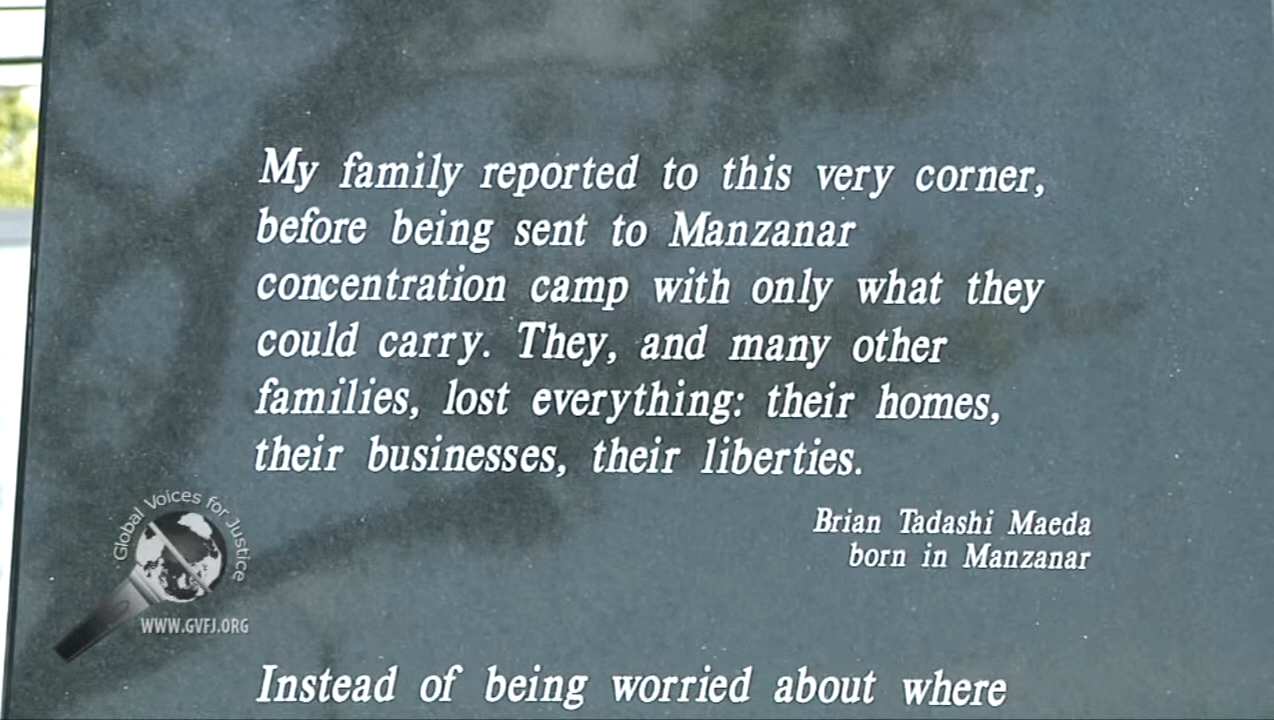 My family reported to this very corner,
before being sent to Manzanar
concentration camp with only what they
could carry. They, and many other
families, lost everything: their homes,
their businesses, their liberties.
Brian Tadashi Maeda
born in Manzanar
Global Voices for Justice
WWW.GVFJ.ORG
Instead of being worried about where